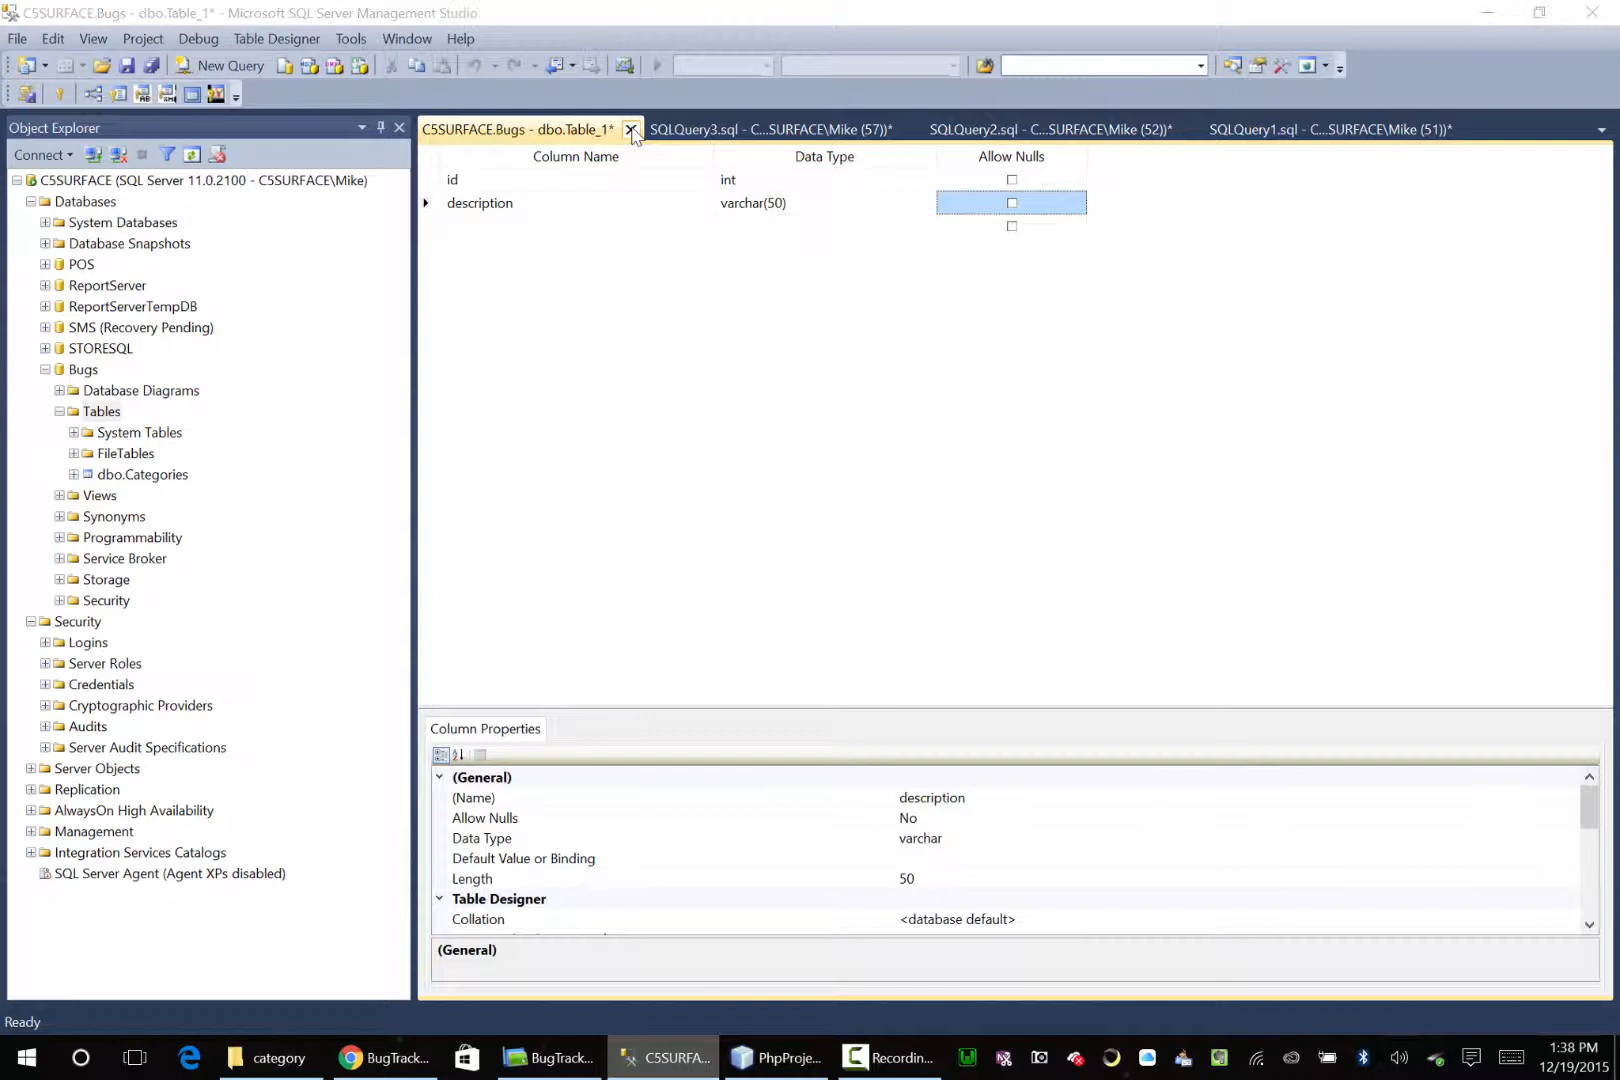 C5SURFACE.Bugs - dbo.Table_1* - Microsoft SQL Server Management Studio
File Edit View Project Debug Table Designer Tools Window Help
New Query
Object Explorer
Connect
C5SURFACE (SQL Server 11.0.2100 - C5SURFACE\Mike)
Databases
System Databases
Database Snapshots
POS
ReportServer
ReportServerTempDB
SMS (Recovery Pending)
STORESQL
Bugs
Database Diagrams
Tables
System Tables
FileTables
dbo.Categories
Views
Synonyms
Programmability
Service Broker
Storage
Security
Security
Logins
Server Roles
Credentials
Cryptographic Providers
Audits
Server Audit Specifications
Server Objects
Replication
AlwaysOn High Availability
Management
Integration Services Catalogs
SQL Server Agent (Agent XPs disabled)
C5SURFACE.Bugs - dbo.Table_1* SQLQuery3.sql - C...SURFACE\Mike (57))* SQLQuery2.sql - C...SURFACE\Mike (52))* SQLQuery1.sql - C...SURFACE\Mike (51))*
Column Name Data Type Allow Nulls
id int
description varchar(50)
Column Properties
(General)
(Name) description
Allow Nulls No
Data Type varchar
Default Value or Binding
Length 50
Table Designer
Collation <database default>
(General)
Ready
category BugTrack... BugTrack... C5SURFA... PhpProje... Recordin...
1:38 PM
12/19/2015